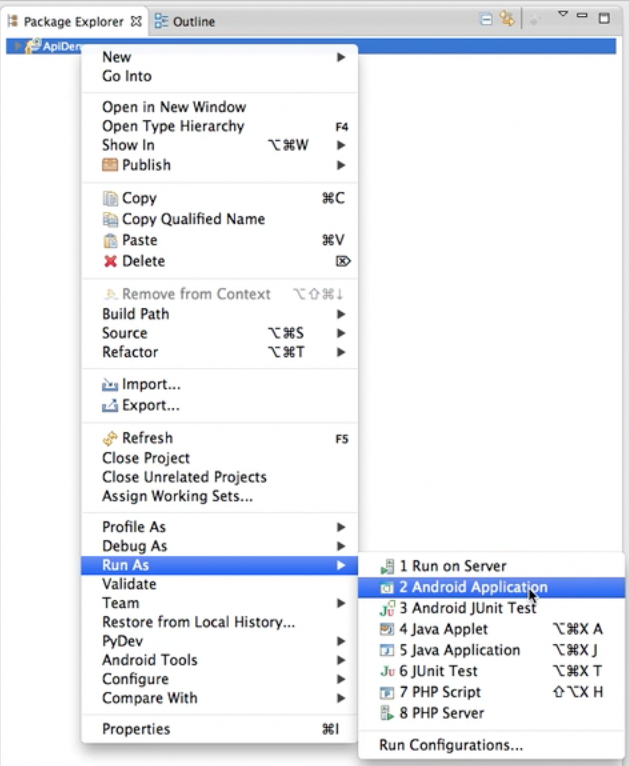 Package Explorer Outline
ApiDem
New
Go Into
Open in New Window
Open Type Hierarchy F4
Show In ⌥⌘W
Publish
Copy ⌘C
Copy Qualified Name
Paste ⌘V
Delete ⌦
Remove from Context ⌥⇧⌘↓
Build Path
Source ⌥⌘S
Refactor ⌥⌘T
Import...
Export...
Refresh F5
Close Project
Close Unrelated Projects
Assign Working Sets...
Profile As
Debug As
Run As
Validate
Team
Restore from Local History...
PyDev
Android Tools
Configure
Compare With
Properties ⌘I
1 Run on Server
2 Android Application
3 Android JUnit Test
4 Java Applet ⌥⌘X A
5 Java Application ⌥⌘X J
6 JUnit Test ⌥⌘X T
7 PHP Script ⇧⌥X H
8 PHP Server
Run Configurations...